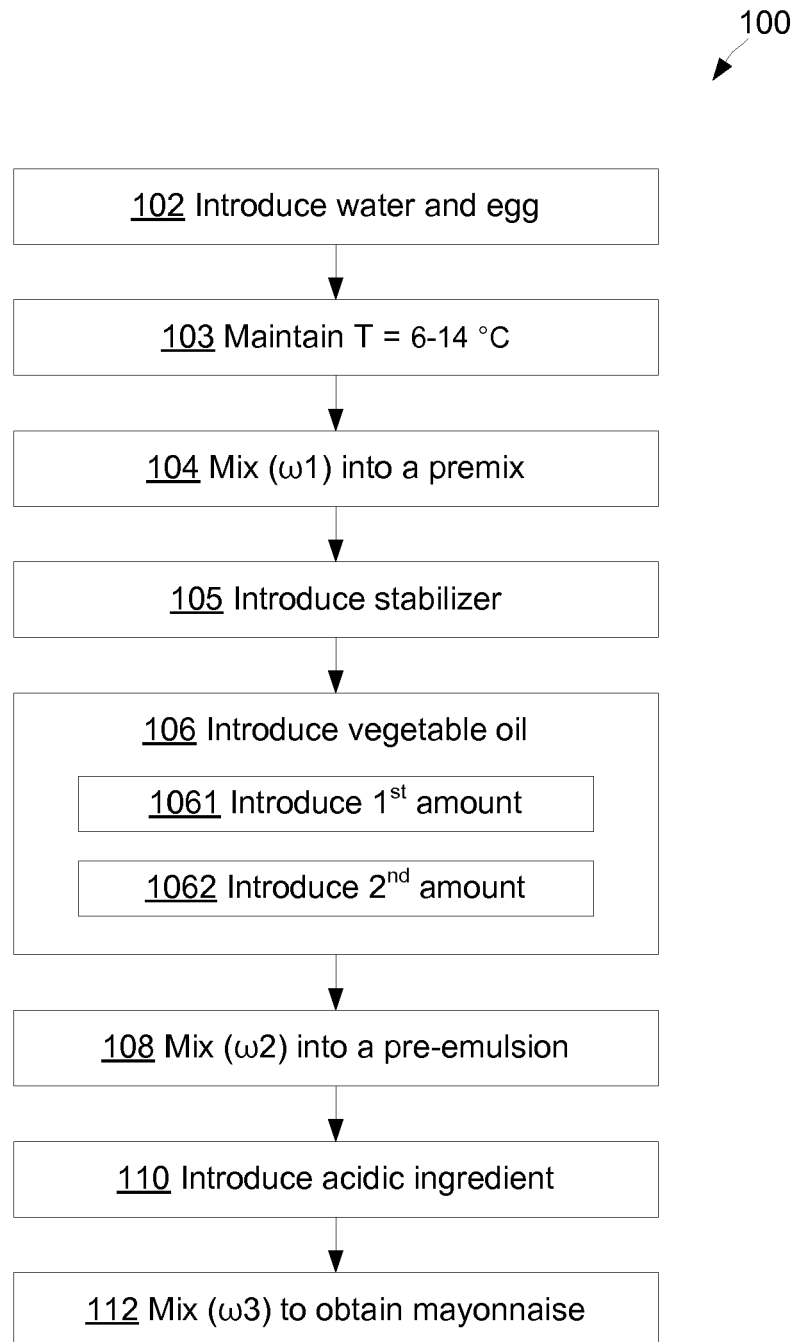 100
102 Introduce water and egg
103 Maintain T = 6-14 °C
104 Mix (ω1) into a premix
105 Introduce stabilizer
106 Introduce vegetable oil
1061 Introduce 1st amount
1062 Introduce 2nd amount
108 Mix (ω2) into a pre-emulsion
110 Introduce acidic ingredient
112 Mix (ω3) to obtain mayonnaise